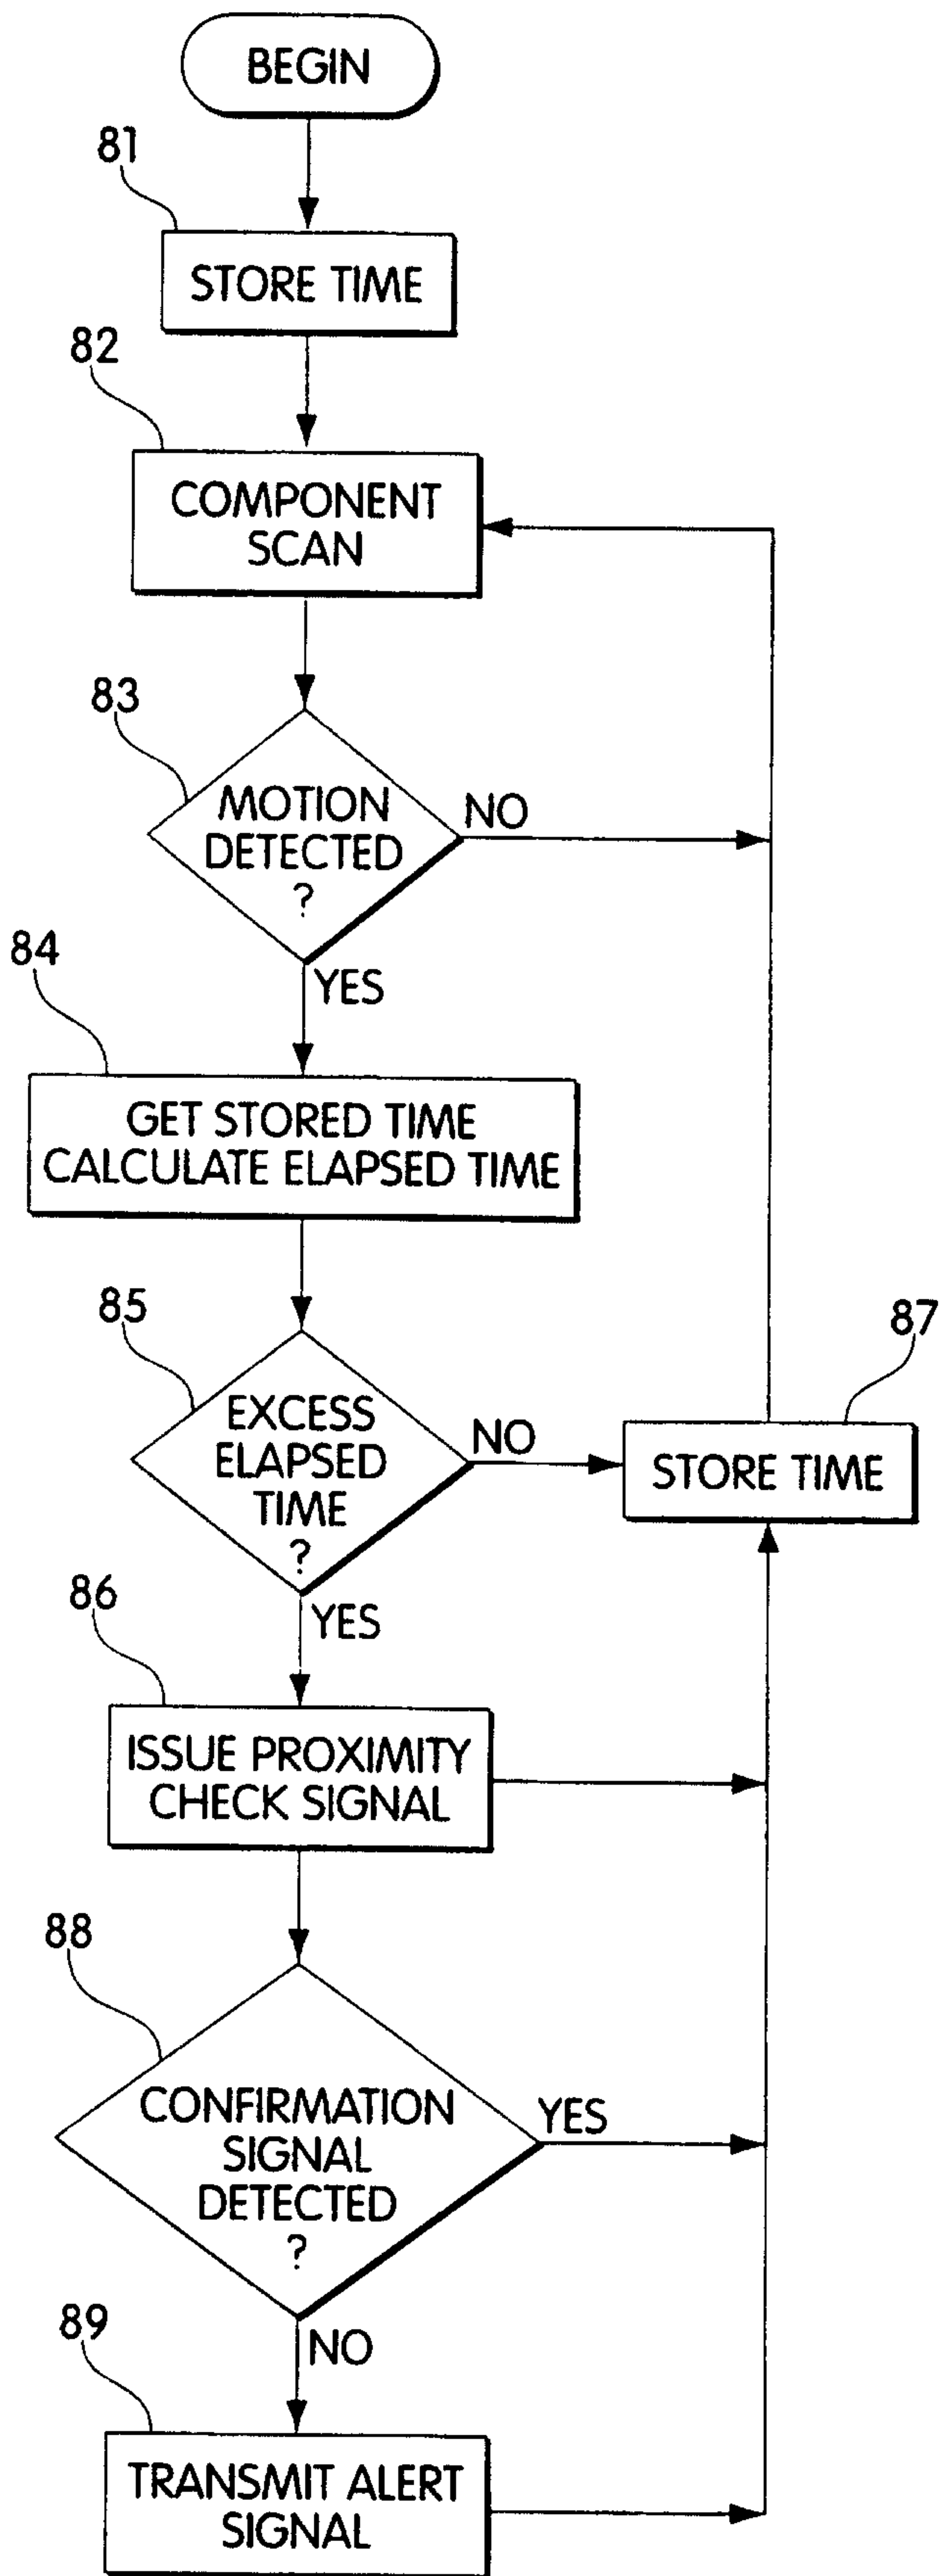 BEGIN
81
STORE TIME
82
COMPONENT
SCAN
83
MOTION
DETECTED
?
NO
YES
84
GET STORED TIME
CALCULATE ELAPSED TIME
85
EXCESS
ELAPSED
TIME
?
NO
87
STORE TIME
YES
86
ISSUE PROXIMITY
CHECK SIGNAL
88
CONFIRMATION
SIGNAL
DETECTED
?
YES
NO
89
TRANSMIT ALERT
SIGNAL